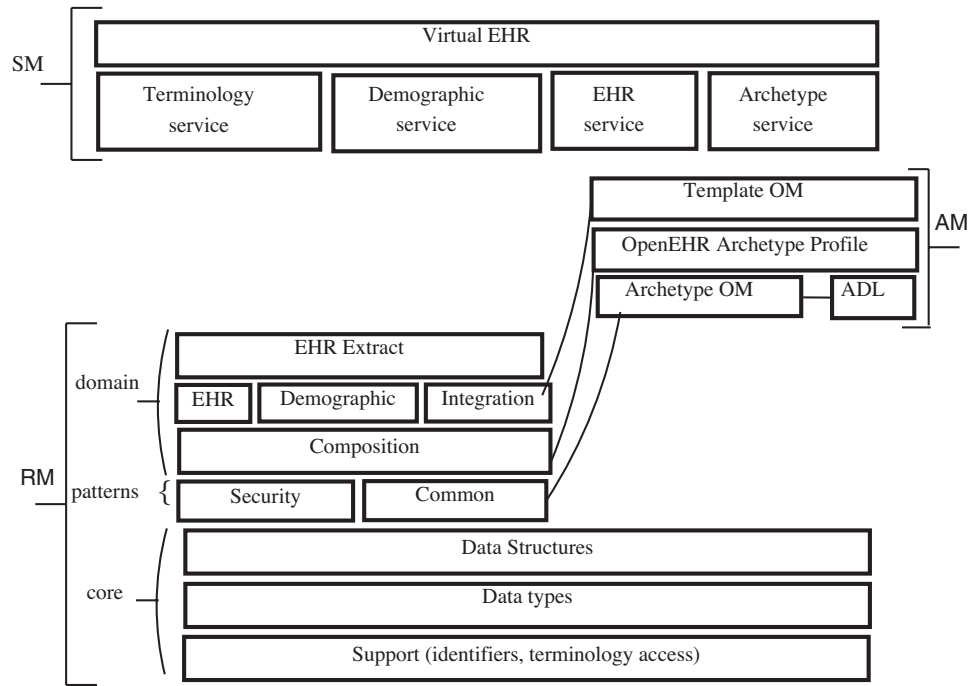 Virtual EHR
SM
Terminology
service
Demographic
service
EHR
service
Archetype
service
Template OM
AM
OpenEHR Archetype Profile
Archetype OM
ADL
EHR Extract
domain
EHR
Demographic
Integration
Composition
RM
patterns {
Security
Common
Data Structures
core
Data types
Support (identifiers, terminology access)